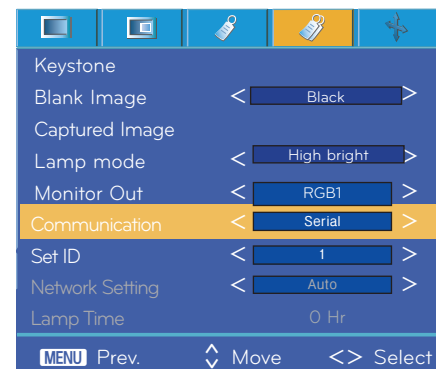 Keystone
Blank Image < Black >
Captured Image
Lamp mode < High bright >
Monitor Out < RGB1 >
Communication < Serial >
Set ID < 1 >
Network Setting < Auto >
Lamp Time 0 Hr
MENU Prev. Move <> Select